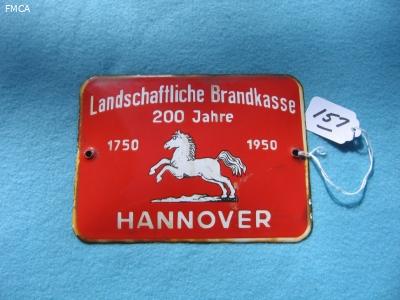 FMCA
Landschaftliche Brandkasse
200 Jahre
1750 1950
HANNOVER
157